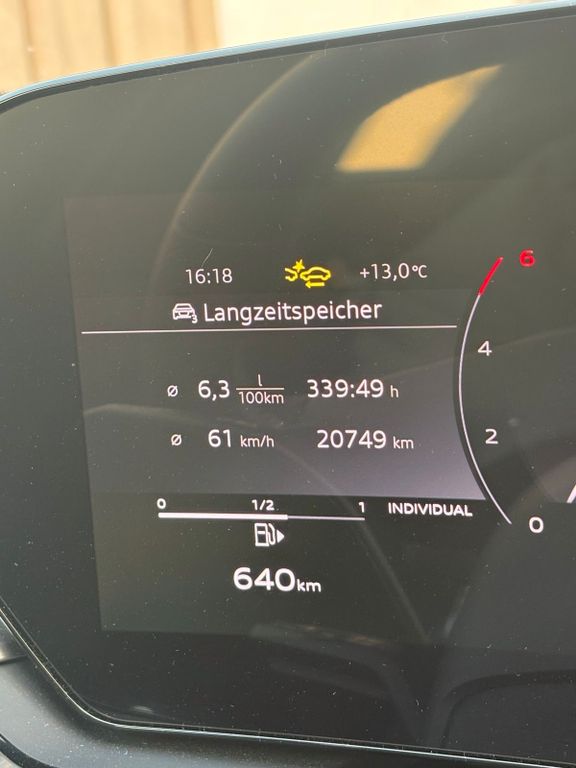 16:18 +13,0°C
3 Langzeitspeicher
ø 6,3 l/100km 339:49 h
ø 61 km/h 20749 km
0 1/2 1 INDIVIDUAL
640km
6
4
2
0